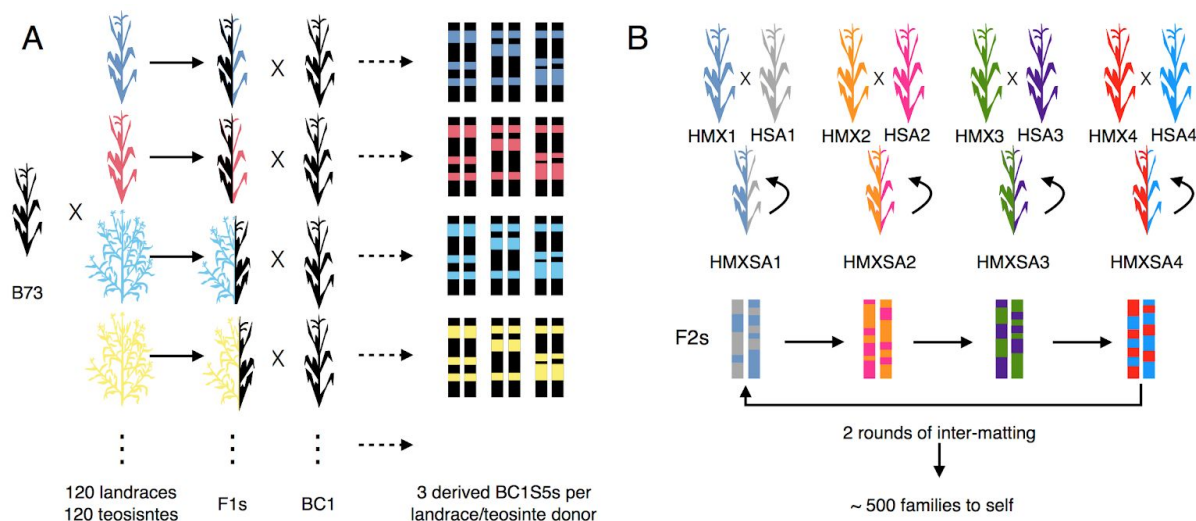 A
X
X
X
X
X
B73
120 landraces
120 teosisntes
F1s
BC1
3 derived BC1S5s per
landrace/teosinte donor
B
X
X
X
X
HMX1 HSA1 HMX2 HSA2 HMX3 HSA3 HMX4 HSA4
HMXSA1 HMXSA2 HMXSA3 HMXSA4
F2s
2 rounds of inter-matting
~ 500 families to self